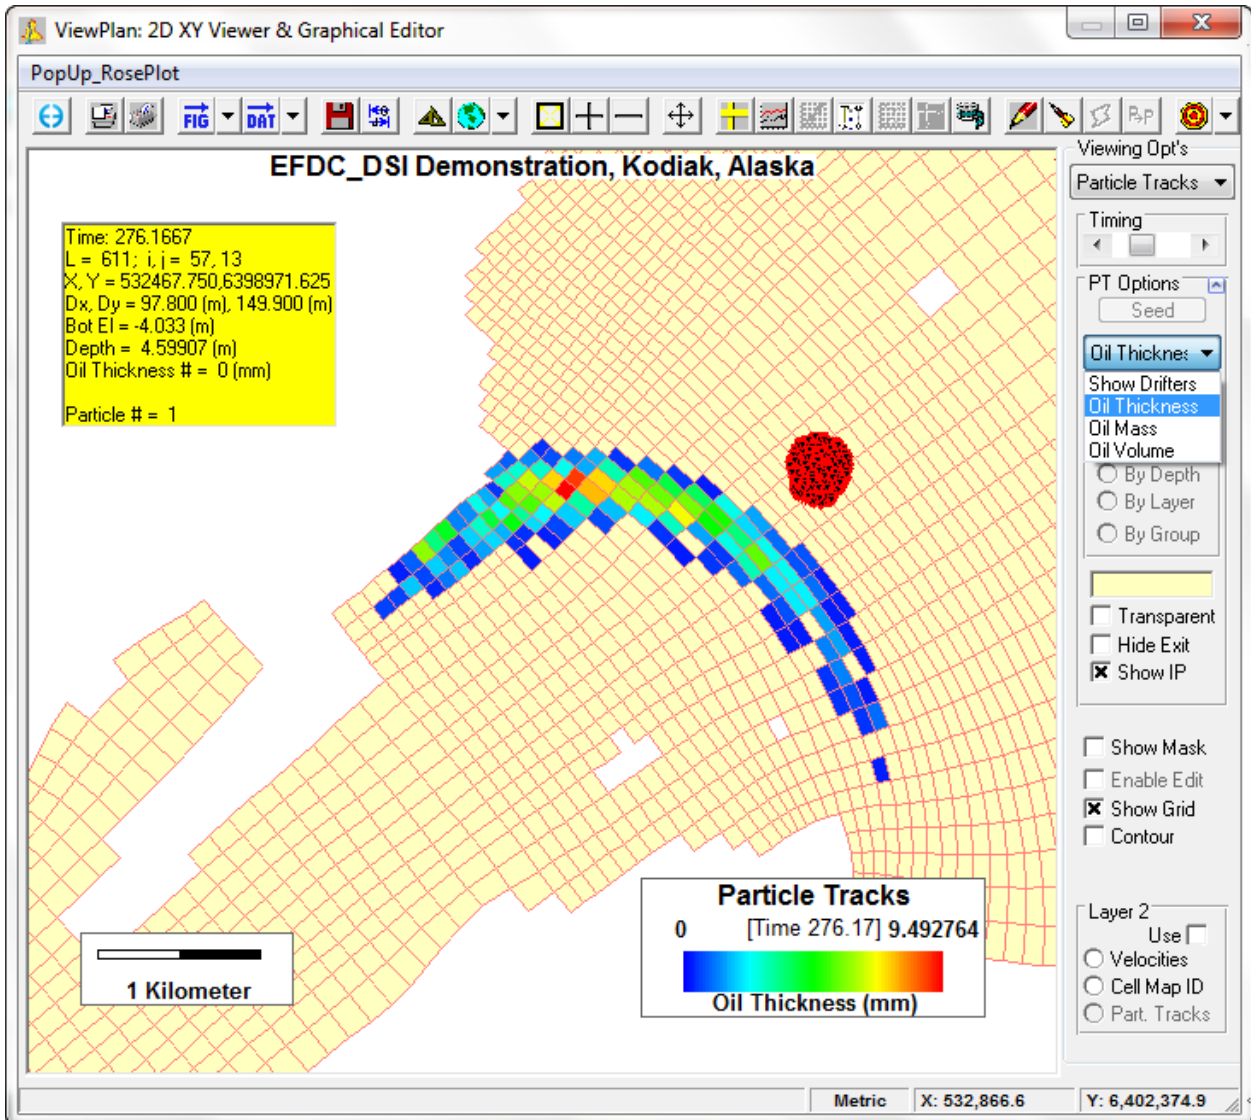 ViewPlan: 2D XY Viewer & Graphical Editor
PopUp_RosePlot
FIG
DAT
EFDC_DSI Demonstration, Kodiak, Alaska
Time: 276.1667
L = 611; i, j = 57, 13
X, Y = 532467.750,6398971.625
Dx, Dy = 97.800 (m), 149.900 (m)
Bot El = -4.033 (m)
Depth = 4.59907 (m)
Oil Thickness # = 0 (mm)
Particle # = 1
1 Kilometer
Particle Tracks
0 [Time 276.17] 9.492764
Oil Thickness (mm)
Viewing Opt's
Particle Tracks
Timing
PT Options
Seed
Oil Thicknes
Show Drifters
Oil Thickness
Oil Mass
Oil Volume
By Depth
By Layer
By Group
Transparent
Hide Exit
Show IP
Show Mask
Enable Edit
Show Grid
Contour
Layer 2
Use
Velocities
Cell Map ID
Part. Tracks
Metric X: 532,866.6 Y: 6,402,374.9